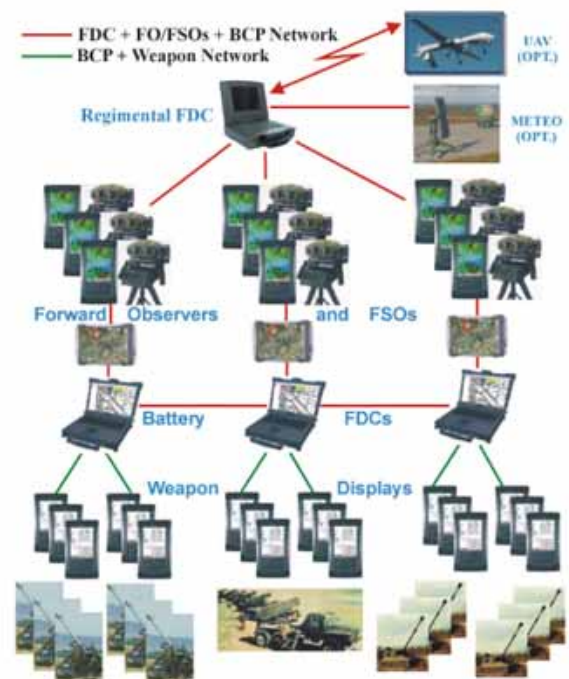 FDC + FO/FSOs + BCP Network
BCP + Weapon Network
UAV
(OPT.)
Regimental FDC
METEO
(OPT.)
Forward Observers and FSOs
Battery FDCs
Weapon Displays